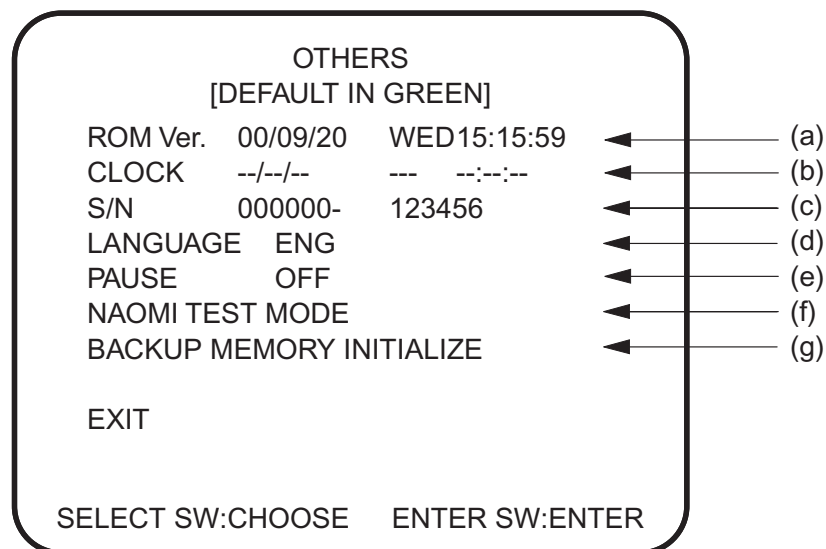 OTHERS
[DEFAULT IN GREEN]
ROM Ver. 00/09/20 WED15:15:59 (a)
CLOCK --/--/-- --- --:--:-- (b)
S/N 000000- 123456 (c)
LANGUAGE ENG (d)
PAUSE OFF (e)
NAOMI TEST MODE (f)
BACKUP MEMORY INITIALIZE (g)
EXIT
SELECT SW:CHOOSE ENTER SW:ENTER